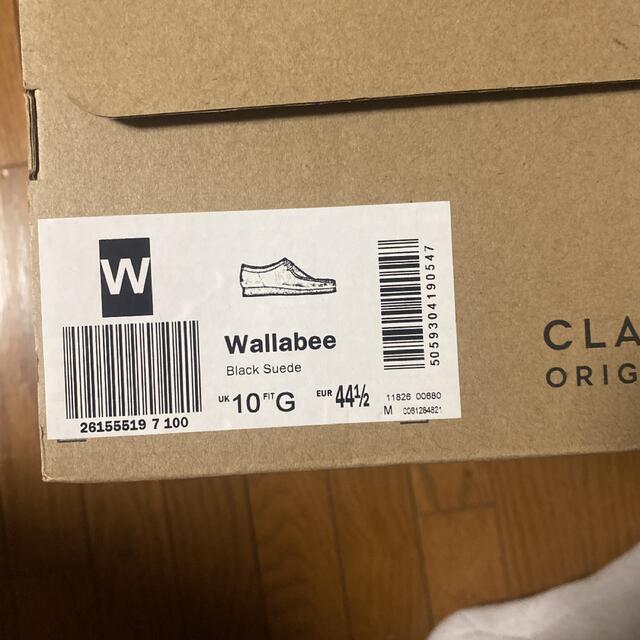 W
26155519 7 100
Wallabee
Black Suede
UK 10 FIT G EUR 44½
5059304190547
11826 00680
M 0061284821
CLA
ORIG